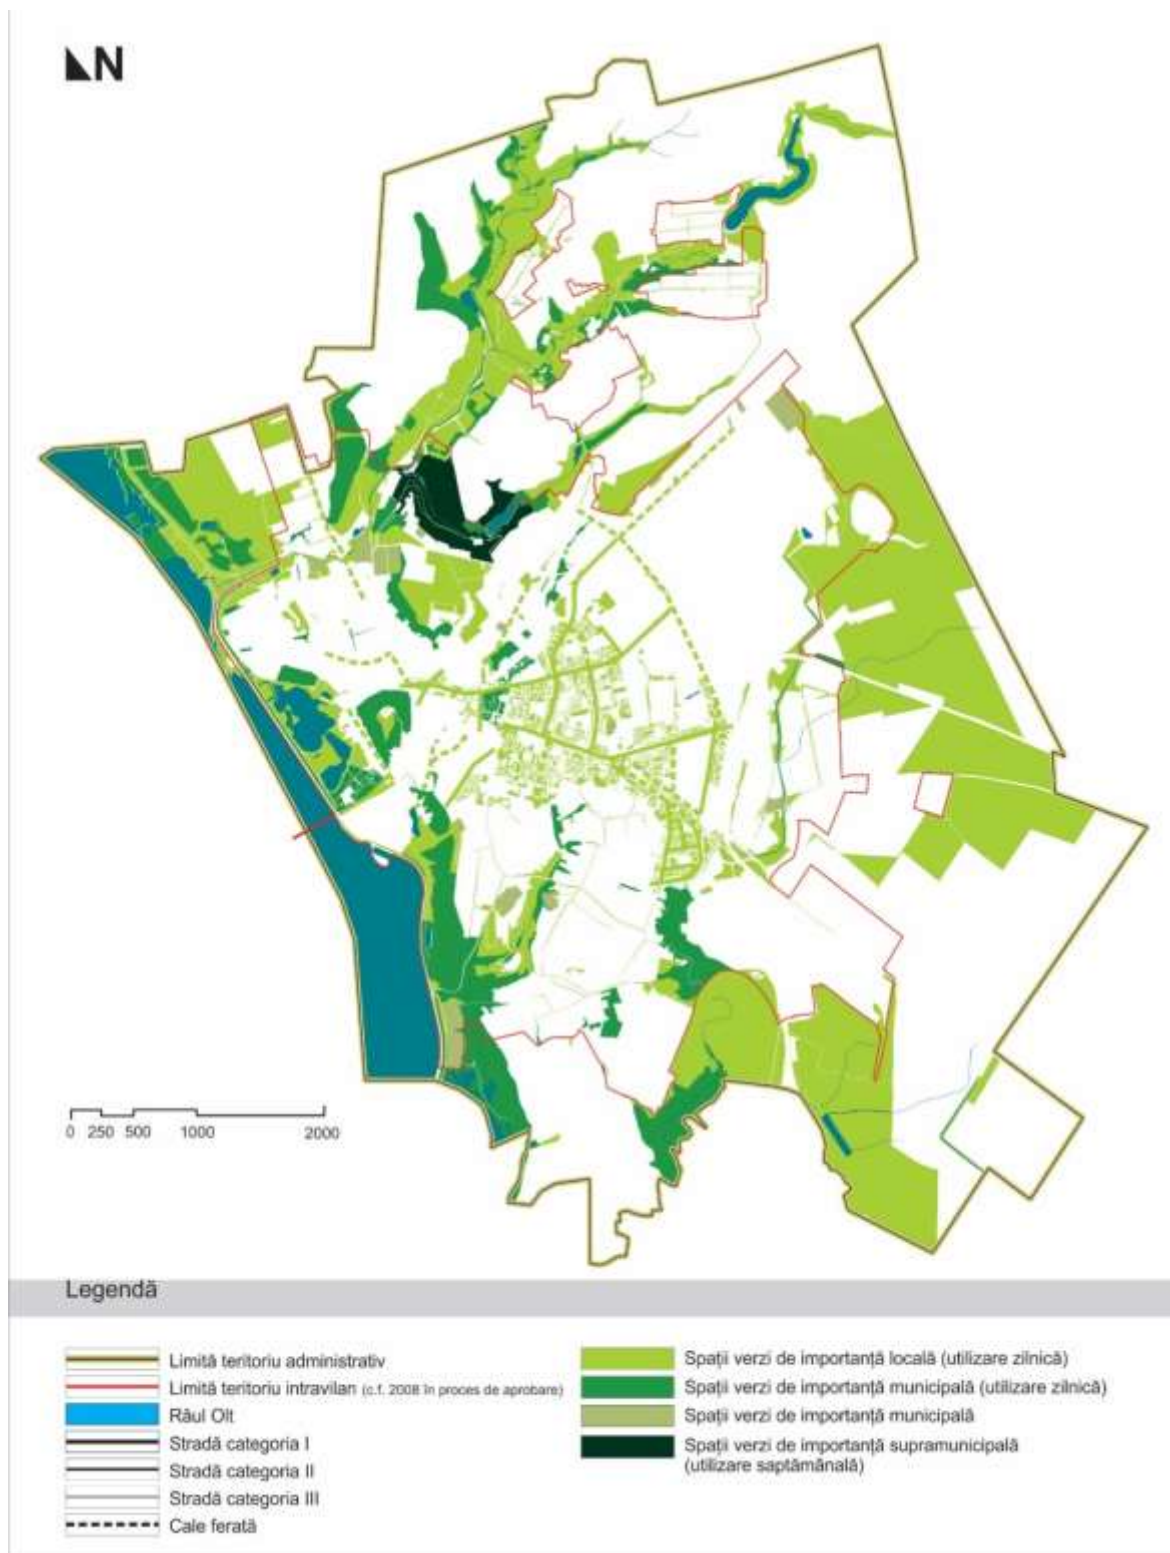 N
0 250 500 1000 2000
Legendă
Limită teritoriu administrativ
Limită teritoriu intravilan (c.f. 2008 în proces de aprobare)
Râul Olt
Stradă categoria I
Stradă categoria II
Stradă categoria III
Cale ferată
Spații verzi de importanță locală (utilizare zilnică)
Spații verzi de importanță municipală (utilizare zilnică)
Spații verzi de importanță municipală
Spații verzi de importanță supramunicipală
(utilizare saptămânală)